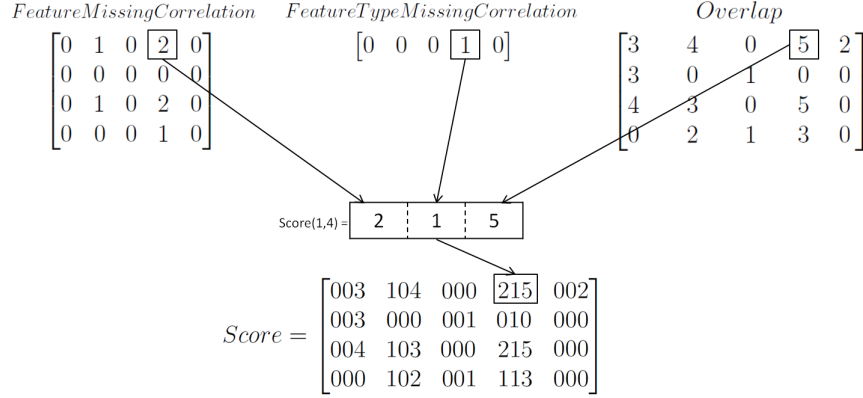 FeatureMissingCorrelation FeatureTypeMissingCorrelation Overlap
0 1 0 2 0 [0 0 0 1 0] 3 4 0 5 2
0 0 0 0 0 3 0 1 0 0
0 1 0 2 0 4 3 0 5 0
0 0 0 1 0 0 2 1 3 0
Score(1,4) = 2 1 5
003 104 000 215 002
003 000 001 010 000
Score =
004 103 000 215 000
000 102 001 113 000